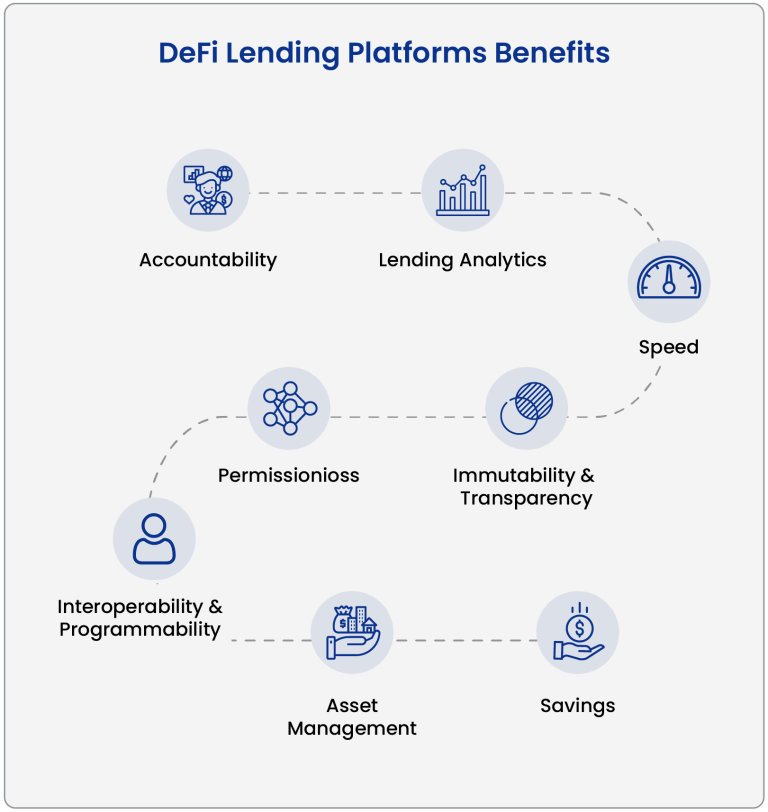 DeFi Lending Platforms Benefits
Accountability
Lending Analytics
Speed
Permissionioss
Immutability &
Transparency
Interoperability &
Programmability
Asset
Management
Savings